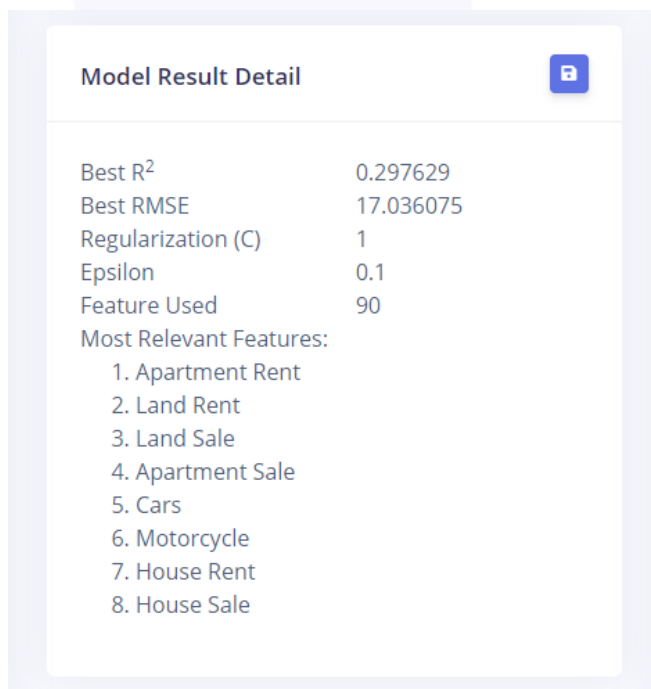 Model Result Detail
Best R² 0.297629
Best RMSE 17.036075
Regularization (C) 1
Epsilon 0.1
Feature Used 90
Most Relevant Features:
1. Apartment Rent
2. Land Rent
3. Land Sale
4. Apartment Sale
5. Cars
6. Motorcycle
7. House Rent
8. House Sale